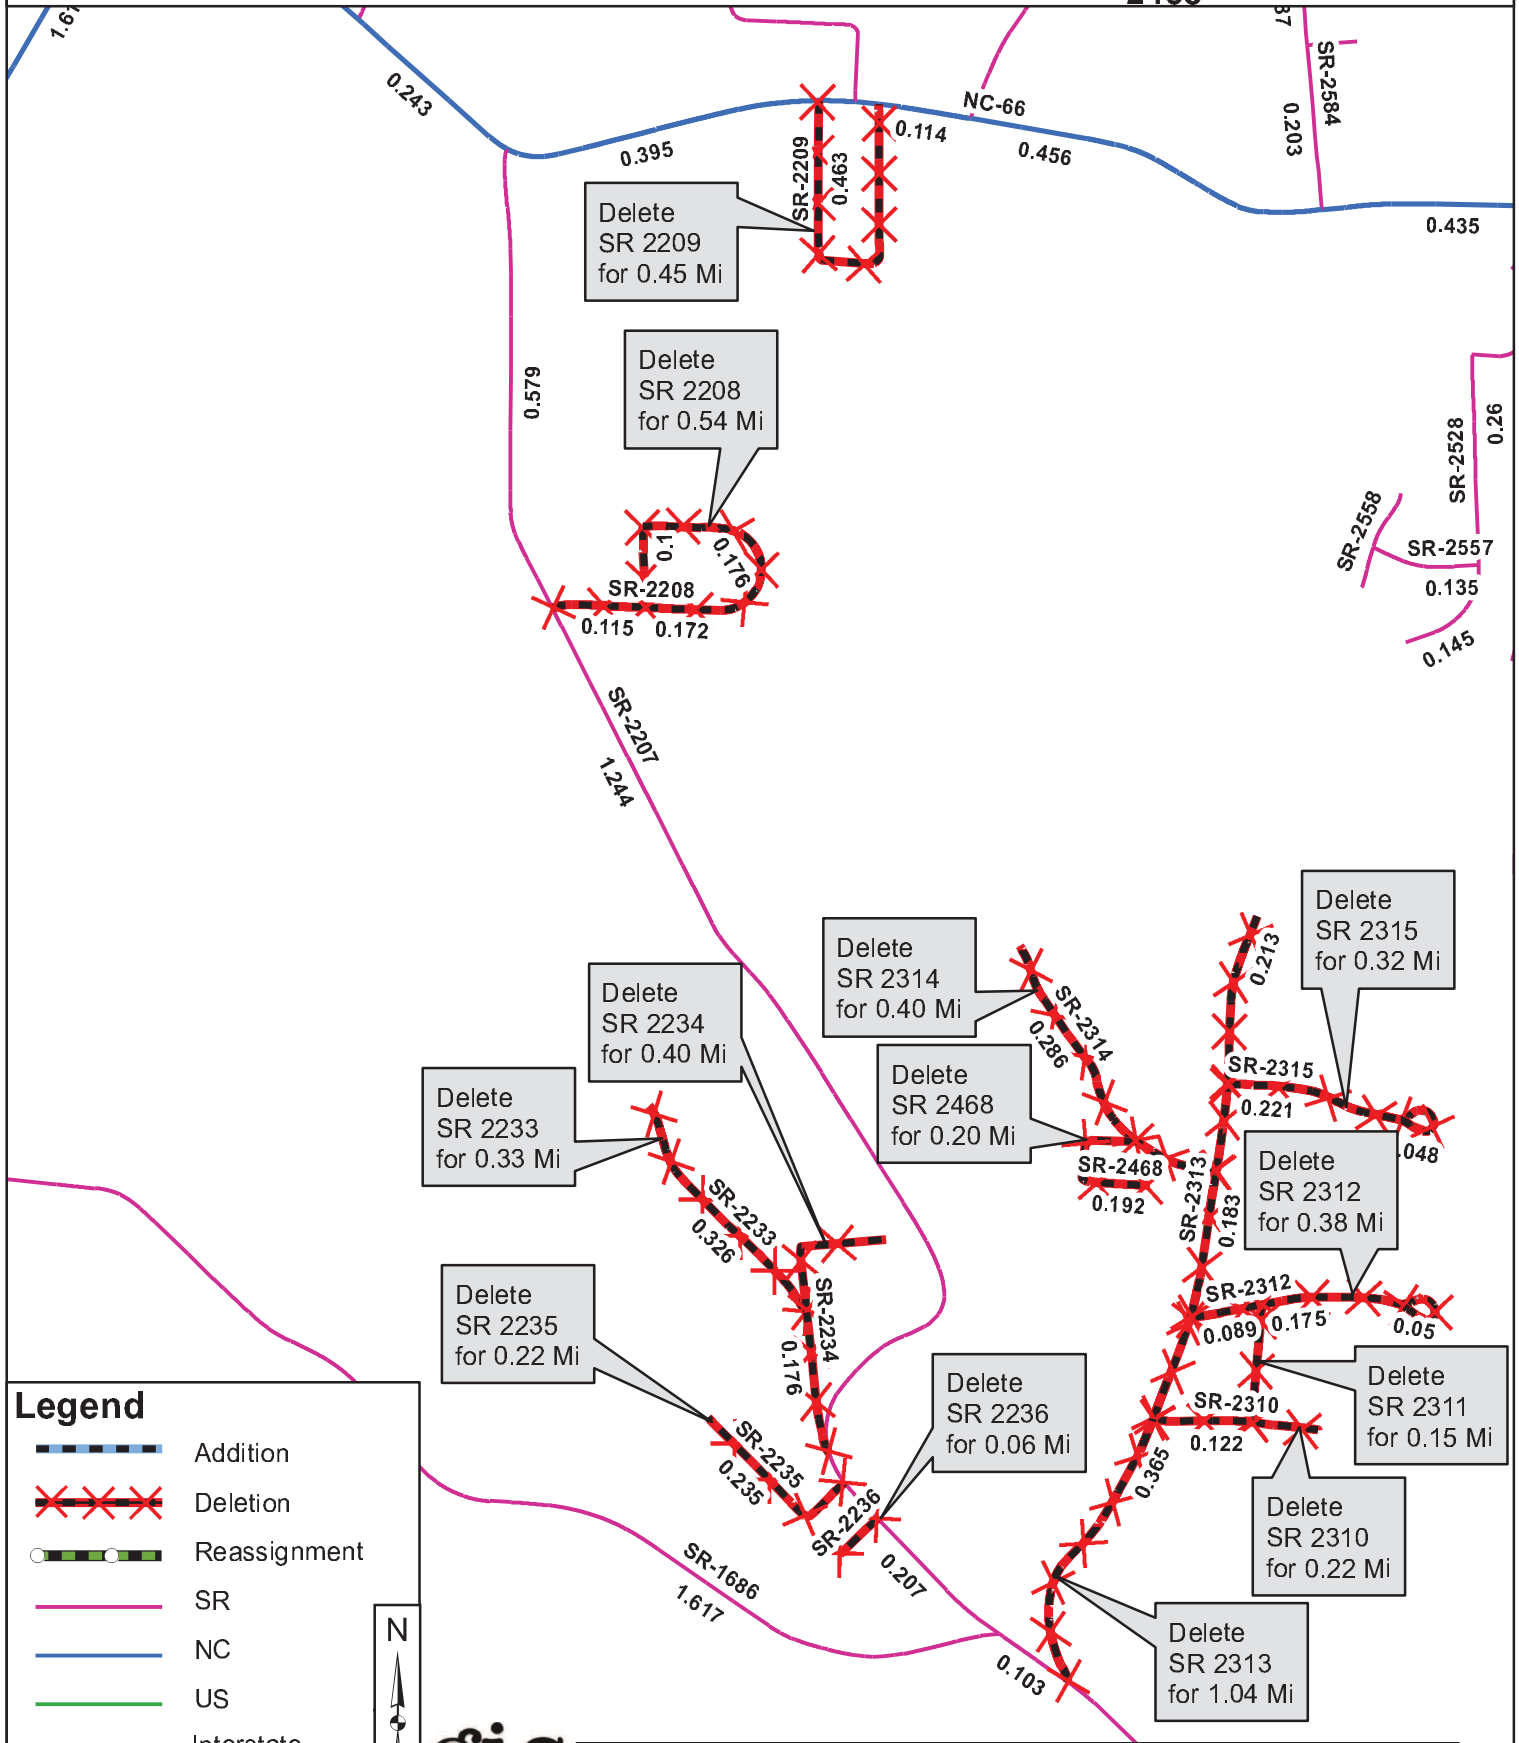 0.243
NC-66
0.114
0.395
0.456
SR-2584
0.203
0.435
SR-2209
0.463
Delete
SR 2209
for 0.45 Mi
Delete
SR 2208
for 0.54 Mi
0.579
0.26
SR-2528
SR-2558
SR-2557
0.135
0.145
0.1
0.176
SR-2208
0.115
0.172
SR-2207
1.244
Delete
SR 2315
for 0.32 Mi
Delete
SR 2314
for 0.40 Mi
0.213
SR-2314
0.286
Delete
SR 2234
for 0.40 Mi
Delete
SR 2468
for 0.20 Mi
SR-2315
0.221
.048
Delete
SR 2233
for 0.33 Mi
SR-2468
0.192
SR-2313
0.183
Delete
SR 2312
for 0.38 Mi
SR-2233
0.326
SR-2234
0.176
SR-2312
0.089
0.175
0.05
Delete
SR 2235
for 0.22 Mi
Delete
SR 2236
for 0.06 Mi
Delete
SR 2311
for 0.15 Mi
SR-2310
0.122
0.365
SR-2235
0.235
SR-2236
0.207
Delete
SR 2310
for 0.22 Mi
SR-1686
1.617
0.103
Delete
SR 2313
for 1.04 Mi
Legend
Addition
Deletion
Reassignment
SR
NC
US
N